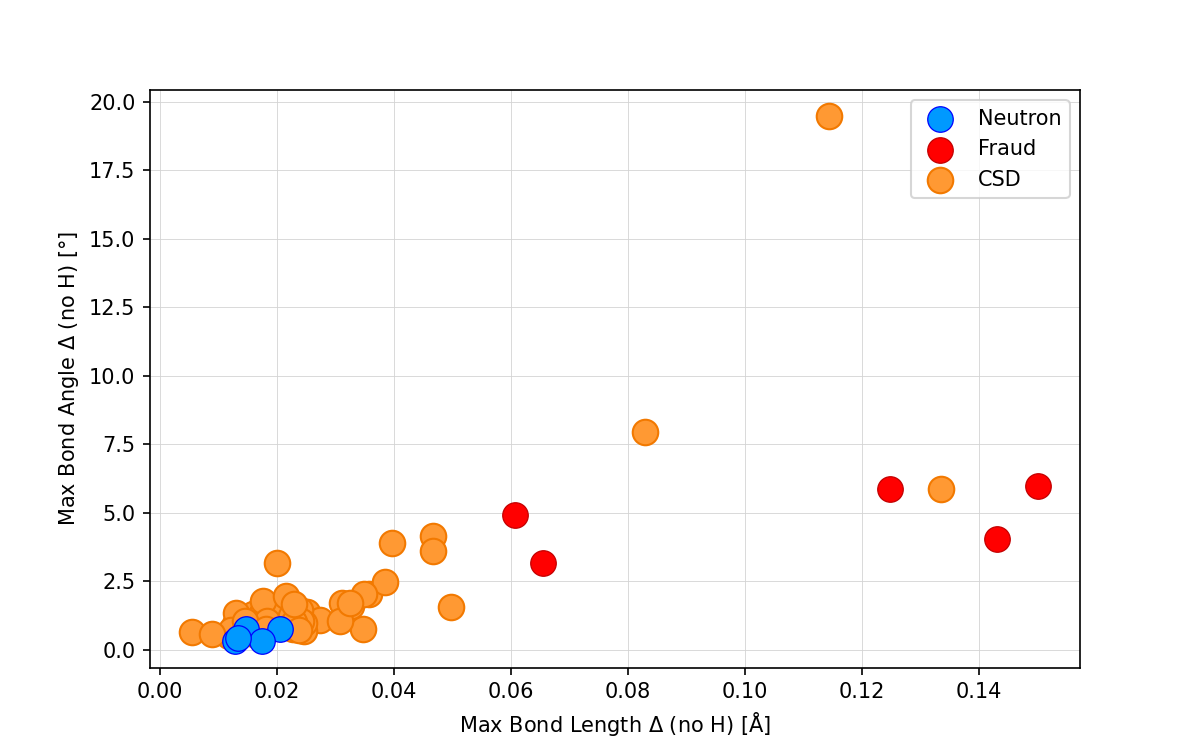 20.0
17.5
15.0
12.5
10.0
7.5
5.0
2.5
0.0
Max Bond Angle Δ (no H) [°]
Neutron
Fraud
CSD
0.00 0.02 0.04 0.06 0.08 0.10 0.12 0.14
Max Bond Length Δ (no H) [Å]